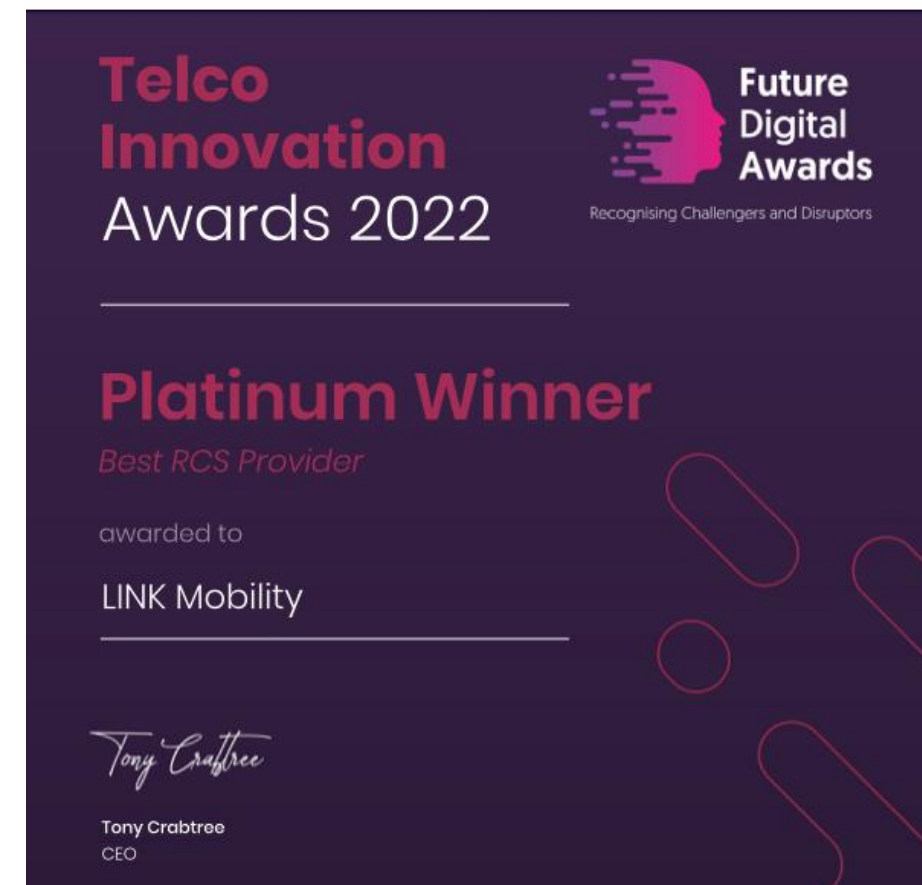 Telco
Innovation
Awards 2022
Future
Digital
Awards
Recognising Challengers and Disruptors
Platinum Winner
Best RCS Provider
awarded to
LINK Mobility
Tony Crabtree
Tony Crabtree
CEO